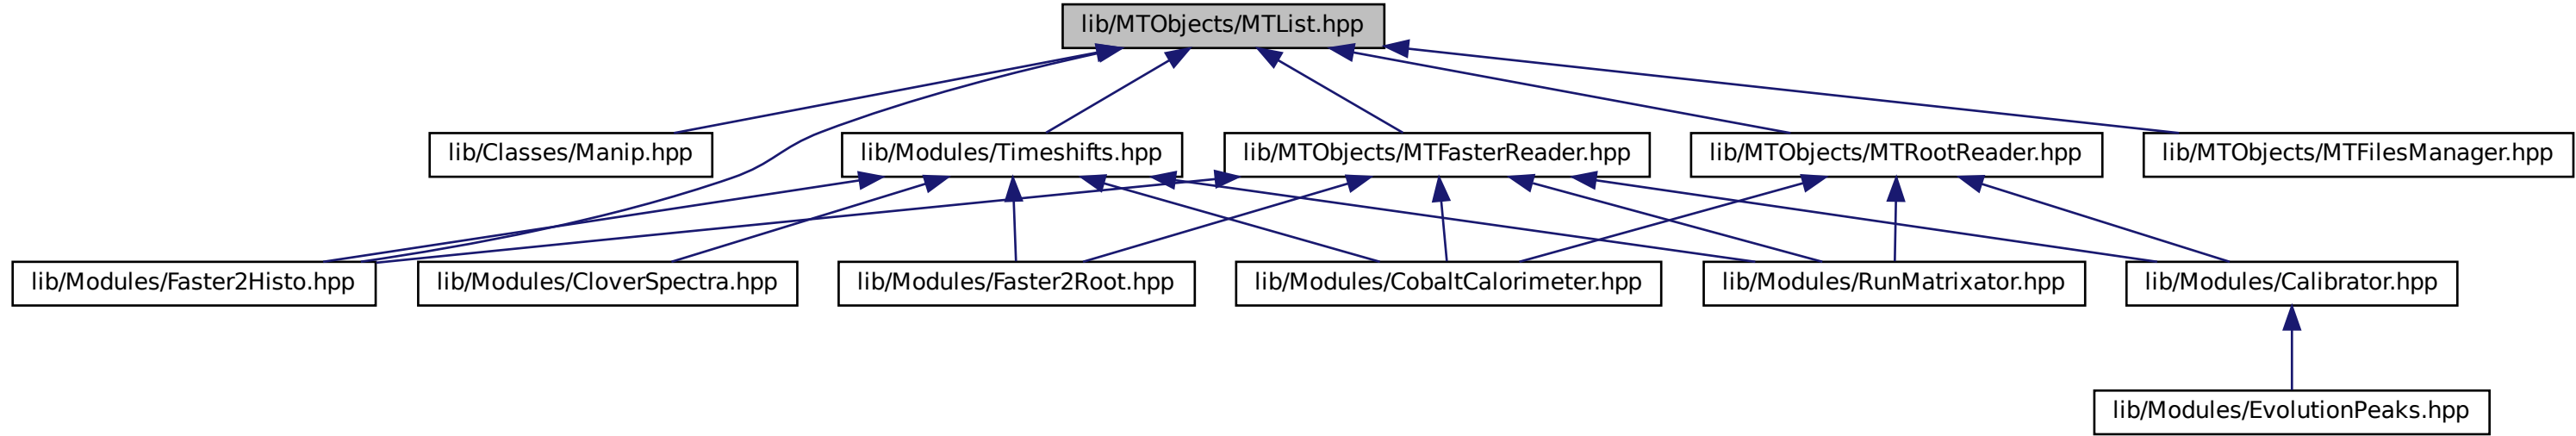 lib/MTObjects/MTList.hpp
lib/Classes/Manip.hpp
lib/Modules/Timeshifts.hpp
lib/MTObjects/MTFasterReader.hpp
lib/MTObjects/MTRootReader.hpp
lib/MTObjects/MTFilesManager.hpp
lib/Modules/Faster2Histo.hpp
lib/Modules/CloverSpectra.hpp
lib/Modules/Faster2Root.hpp
lib/Modules/CobaltCalorimeter.hpp
lib/Modules/RunMatrixator.hpp
lib/Modules/Calibrator.hpp
lib/Modules/EvolutionPeaks.hpp